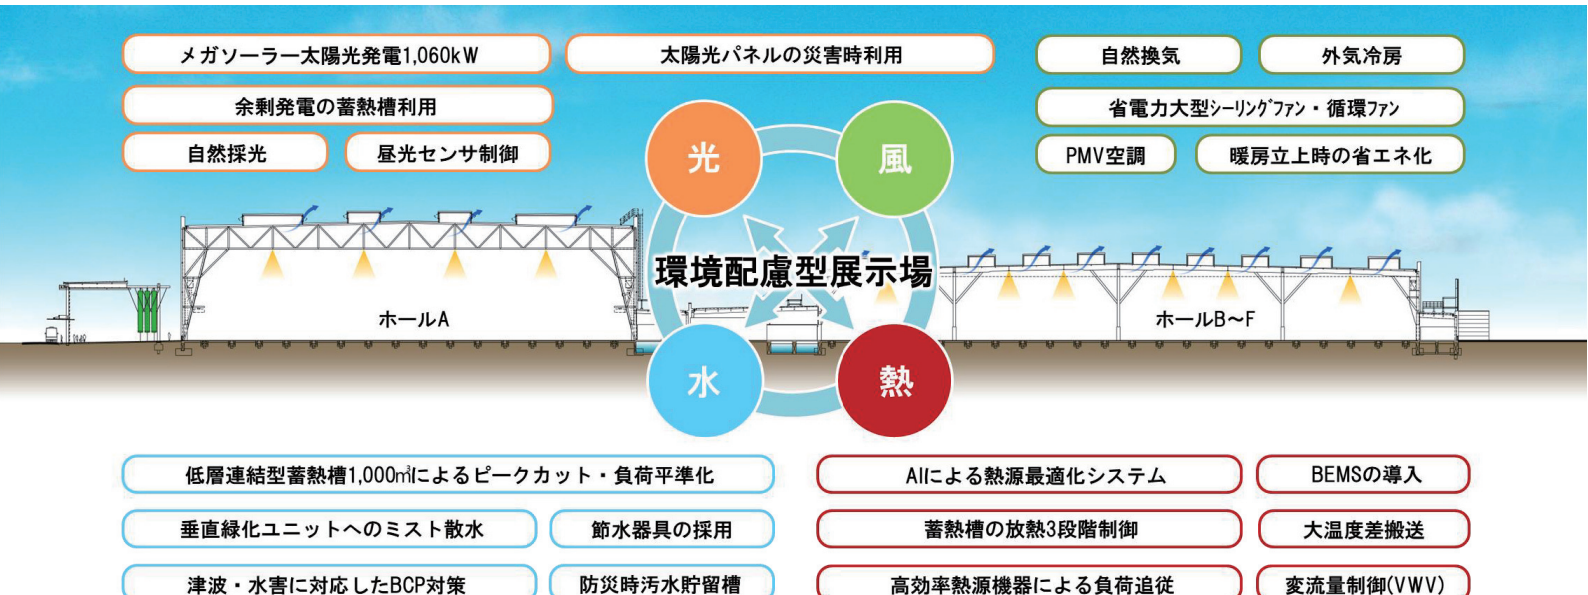 メガソーラー太陽光発電1,060kW
太陽光パネルの災害時利用
自然換気
外気冷房
余剰発電の蓄熱槽利用
省電力大型ｼｰﾘﾝｸﾞﾌｧﾝ・循環ﾌｧﾝ
自然採光
昼光センサ制御
PMV空調
暖房立上時の省エネ化
光
風
環境配慮型展示場
ホールA
ホールB～F
水
熱
低層連結型蓄熱槽1,000㎥によるピークカット・負荷平準化
AIによる熱源最適化システム
BEMSの導入
垂直緑化ユニットへのミスト散水
節水器具の採用
蓄熱槽の放熱3段階制御
大温度差搬送
津波・水害に対応したBCP対策
防災時汚水貯留槽
高効率熱源機器による負荷追従
変流量制御(VWV)